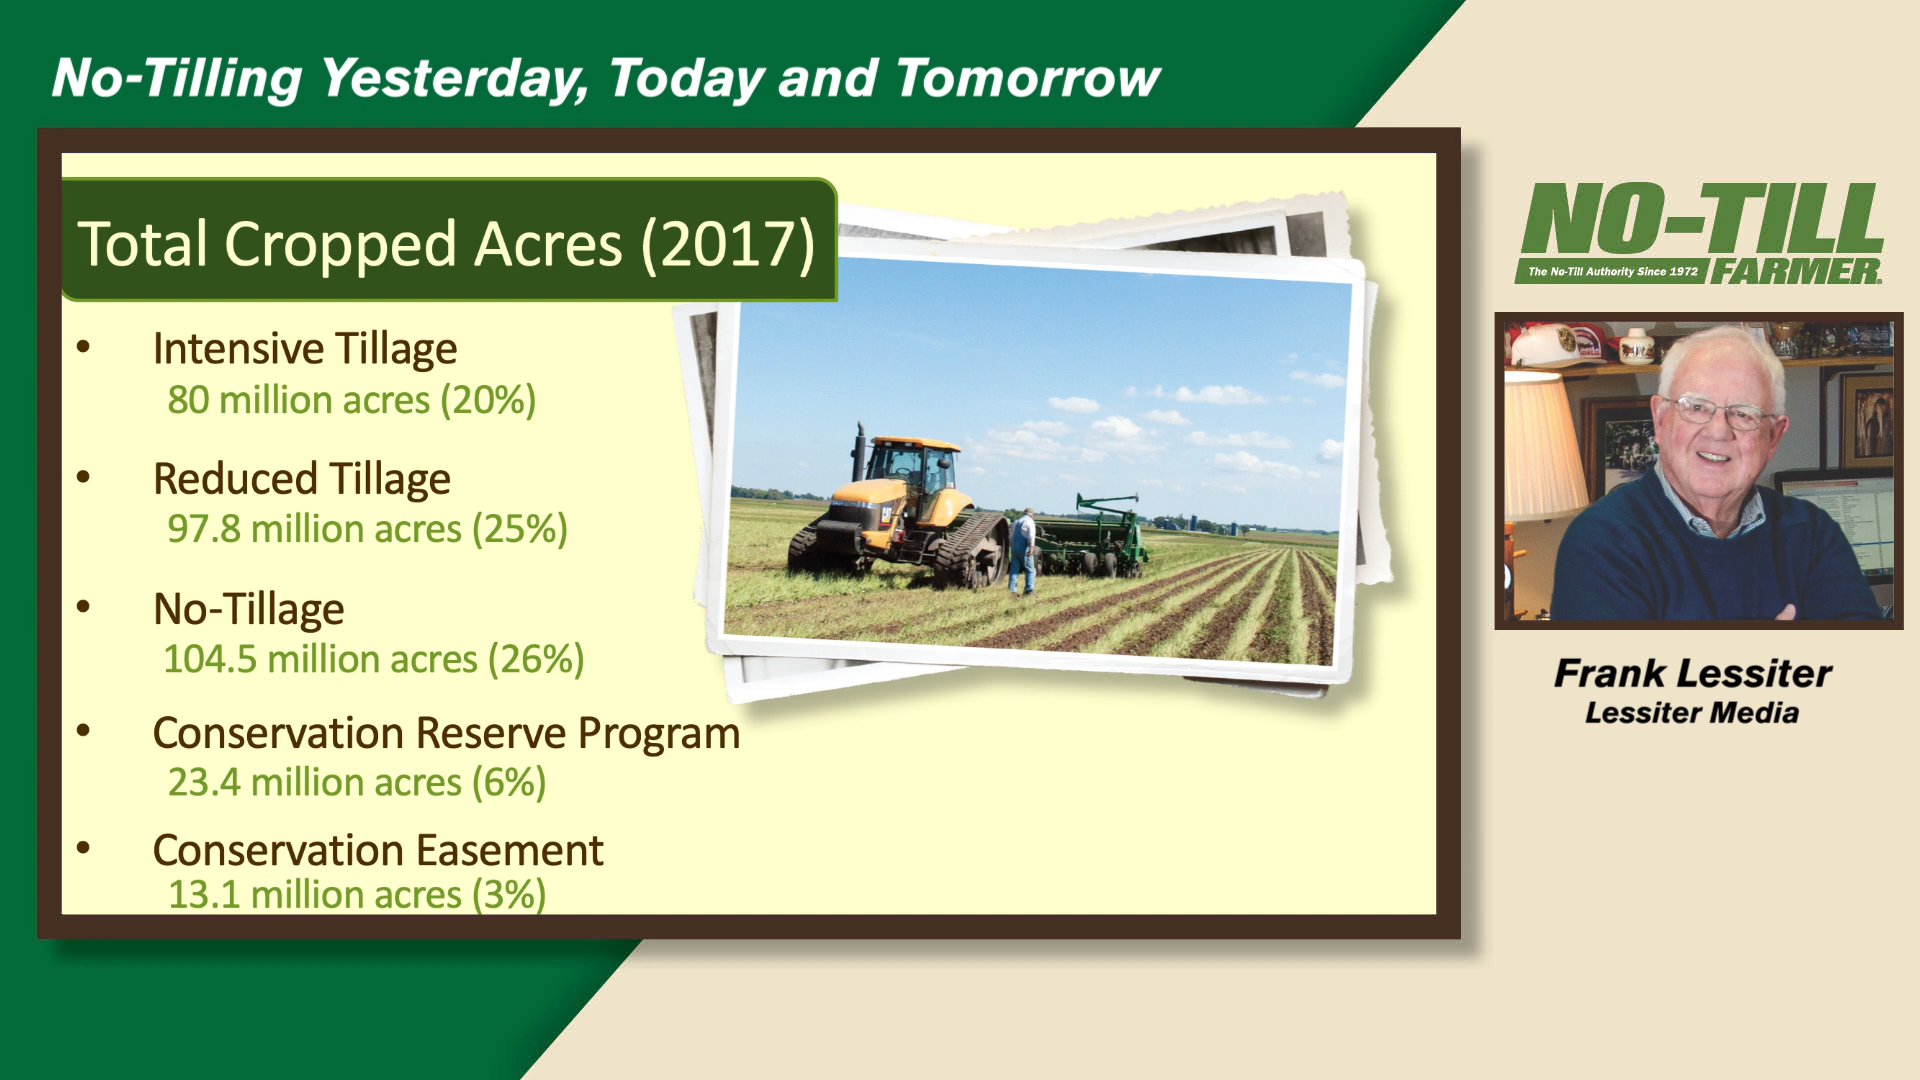 No-Tilling Yesterday, Today and Tomorrow
Total Cropped Acres (2017)
• Intensive Tillage
80 million acres (20%)
• Reduced Tillage
97.8 million acres (25%)
• No-Tillage
104.5 million acres (26%)
• Conservation Reserve Program
23.4 million acres (6%)
• Conservation Easement
13.1 million acres (3%)
CAT
NO-TILL
The No-Till Authority Since 1972 FARMER
Frank Lessiter
Lessiter Media